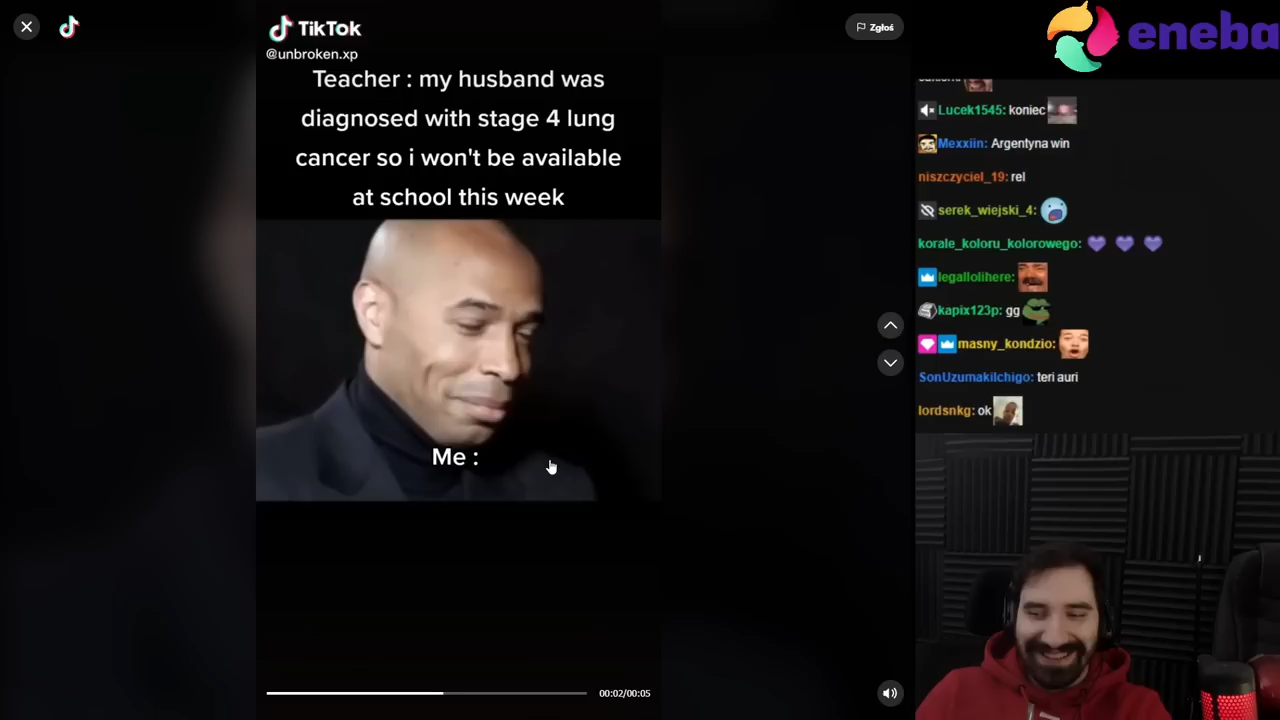 TikTok
@unbroken.xp
Teacher : my husband was
diagnosed with stage 4 lung
cancer so i won't be available
at school this week
Me :
00:02/00:05
Zgłoś
eneba
Lucek1545: koniec
Mexxiin: Argentyna win
niszczyciel_19: rel
serek_wiejski_4:
korale_koloru_kolorowego:
legallolihere:
kapix123p: gg
masny_kondzio:
SonUzumakiIchigo: teri auri
lordsnkg: ok